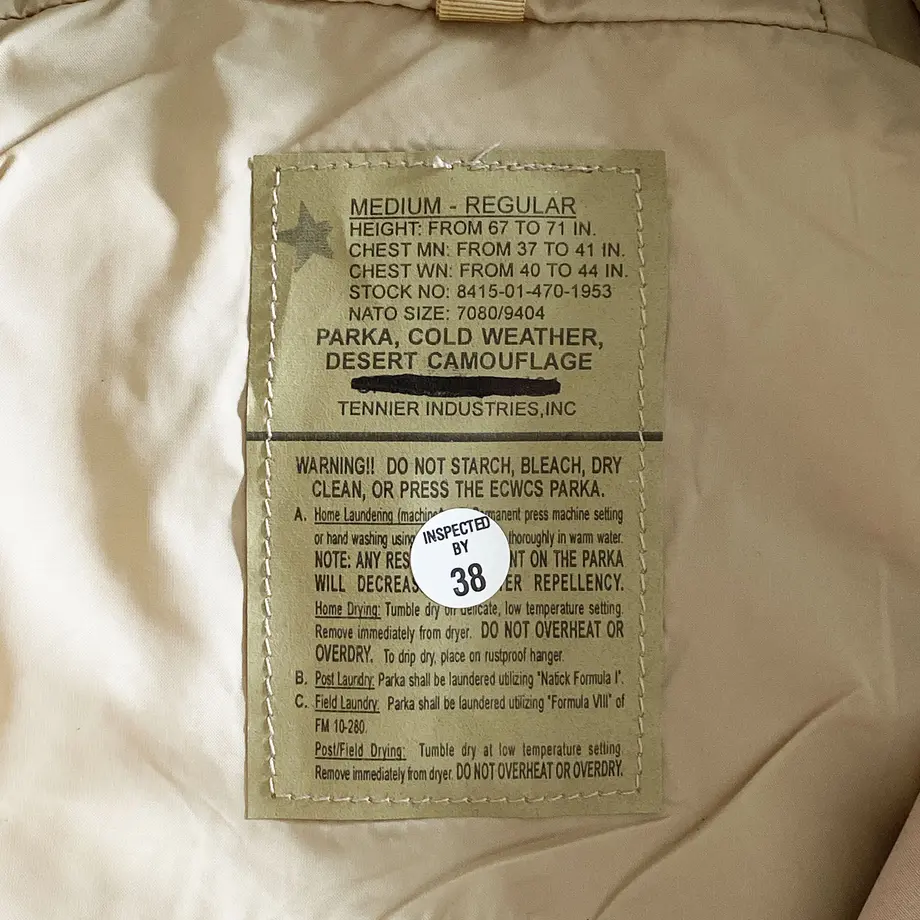 MEDIUM - REGULAR
HEIGHT: FROM 67 TO 71 IN.
CHEST MN: FROM 37 TO 41 IN.
CHEST WN: FROM 40 TO 44 IN.
STOCK NO: 8415-01-470-1953
NATO SIZE: 7080/9404
PARKA, COLD WEATHER,
DESERT CAMOUFLAGE
TENNIER INDUSTRIES,INC
WARNING!! DO NOT STARCH, BLEACH, DRY
CLEAN, OR PRESS THE ECWCS PARKA.
A. Home Laundering press machine setting
or hand washing using thoroughly in warm water.
NOTE: ANY ON THE PARKA
WILL REPELLENCY.
INSPECTED
BY
38
Home Drying: Tumble dry on delicate, low temperature setting.
Remove immediately from dryer. DO NOT OVERHEAT OR
OVERDRY. To drip dry, place on rustproof hanger.
B. Post Laundry: Parka shall be laundered utilizing "Natick Formula I".
C. Field Laundry: Parka shall be laundered utilizing "Formula VIII" of
FM 10-280.
Post/Field Drying: Tumble dry at low temperature setting.
Remove immediately from dryer. DO NOT OVERHEAT OR OVERDRY.